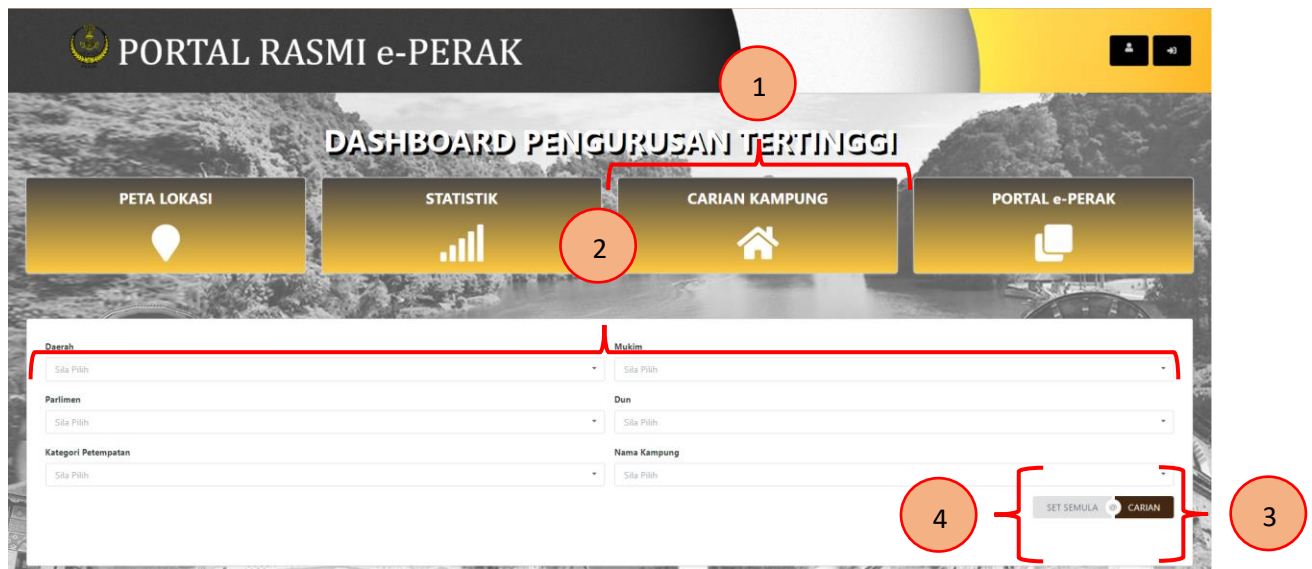 PORTAL RASMI e-PERAK
1
DASHBOARD PENGURUSAN TERTINGGI
PETA LOKASI
STATISTIK
CARIAN KAMPUNG
PORTAL e-PERAK
2
Daerah
Mukim
Sila Pilih
Sila Pilih
Parlimen
Dun
Sila Pilih
Sila Pilih
Kategori Petempatan
Nama Kampung
Sila Pilih
Sila Pilih
4
SET SEMULA @ CARIAN
3